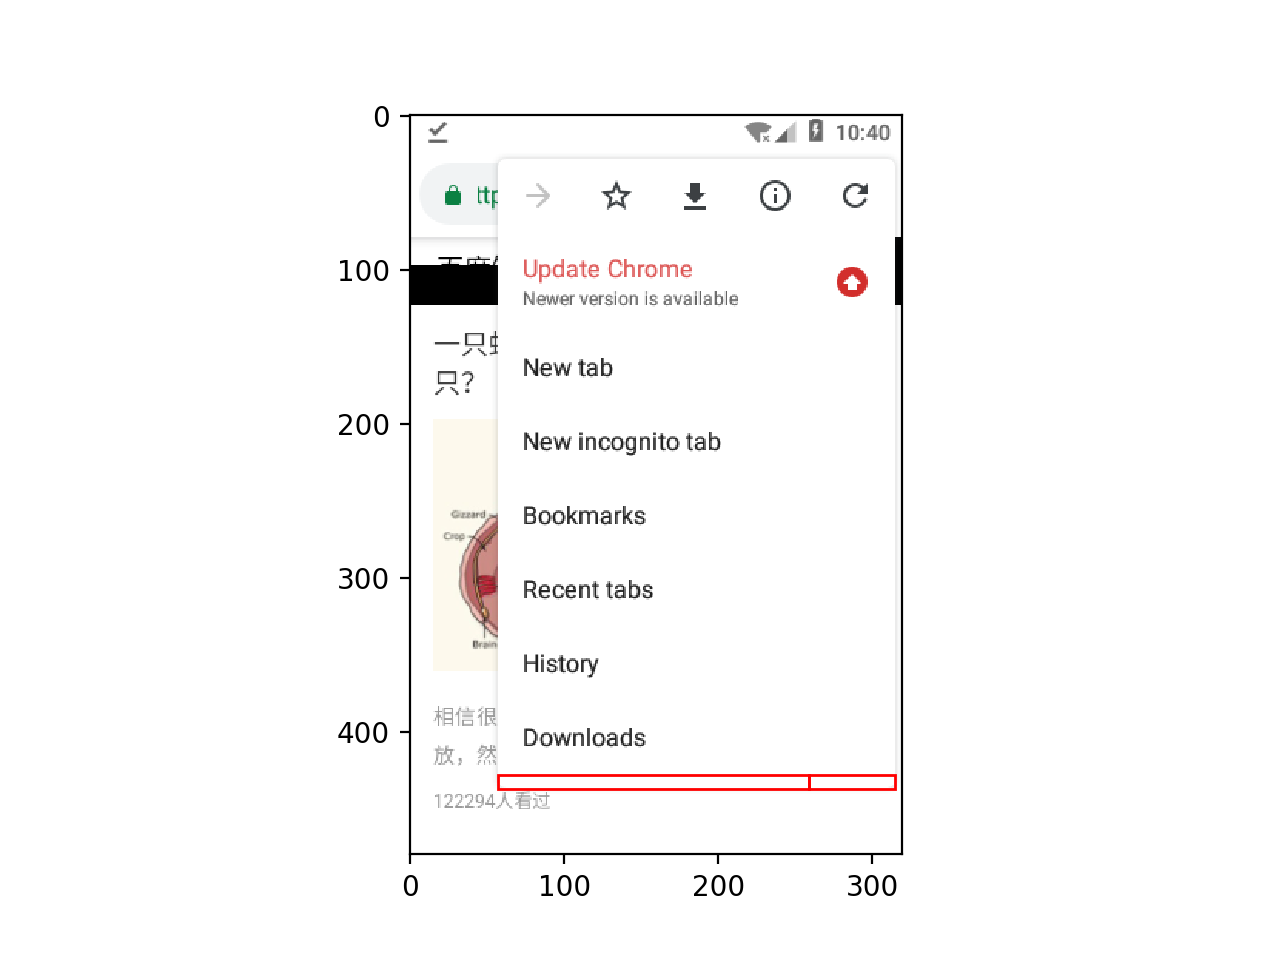 0
100
200
300
400
10:40
ttp
Update Chrome
Newer version is available
一只
只?
New tab
New incognito tab
Bookmarks
Gizzard
Crop
Recent tabs
Brain
History
相信很
Downloads
放，然
122294人看过
0
100
200
300